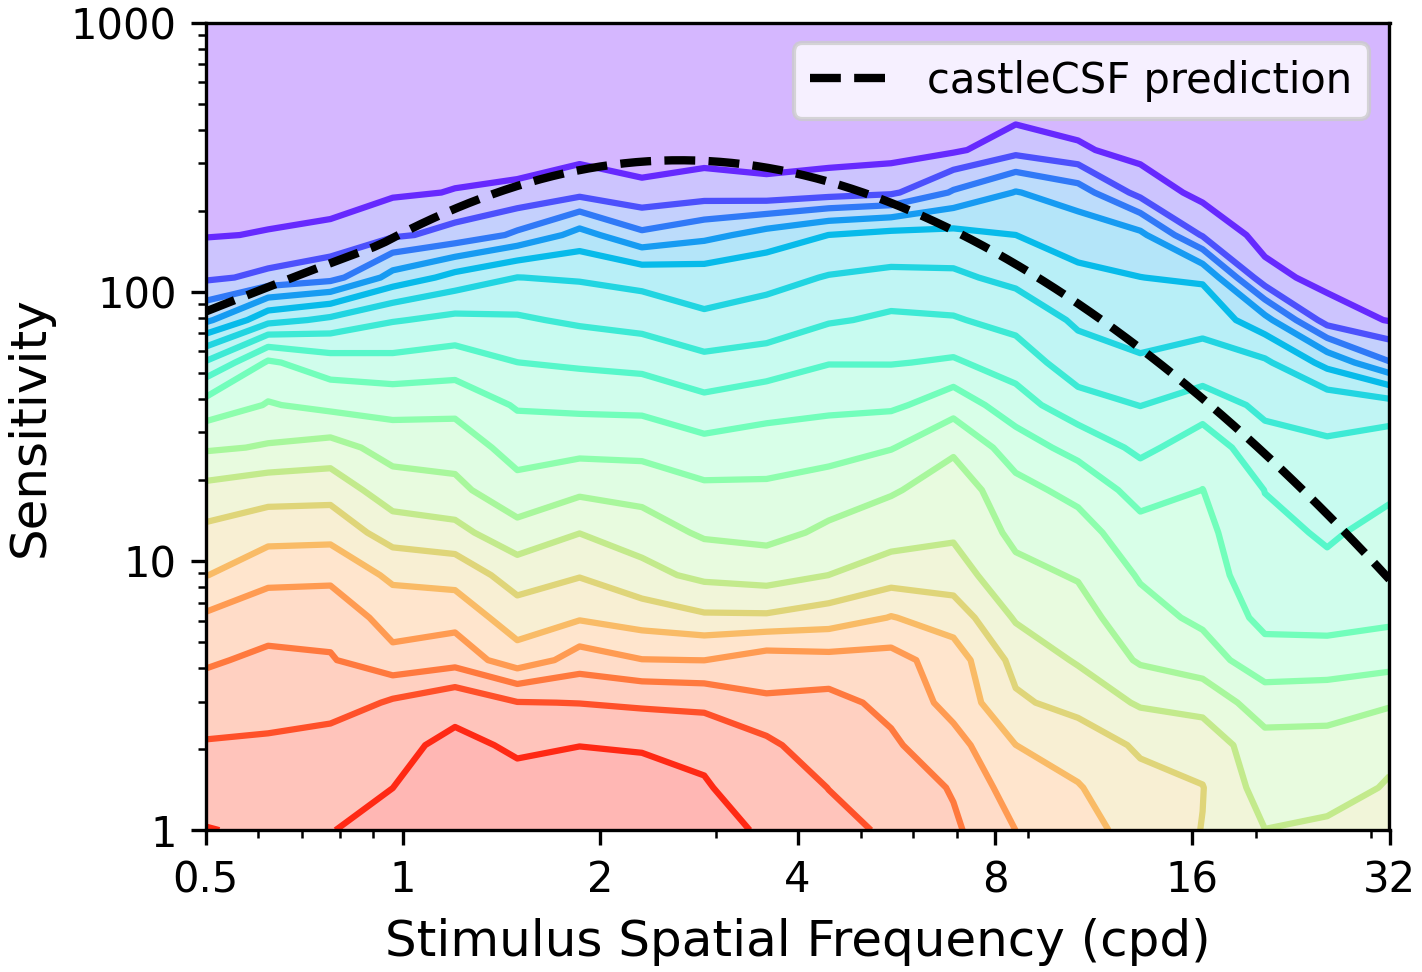 1000
100
10
1
Sensitivity
castleCSF prediction
0.5 1 2 4 8 16 32
Stimulus Spatial Frequency (cpd)